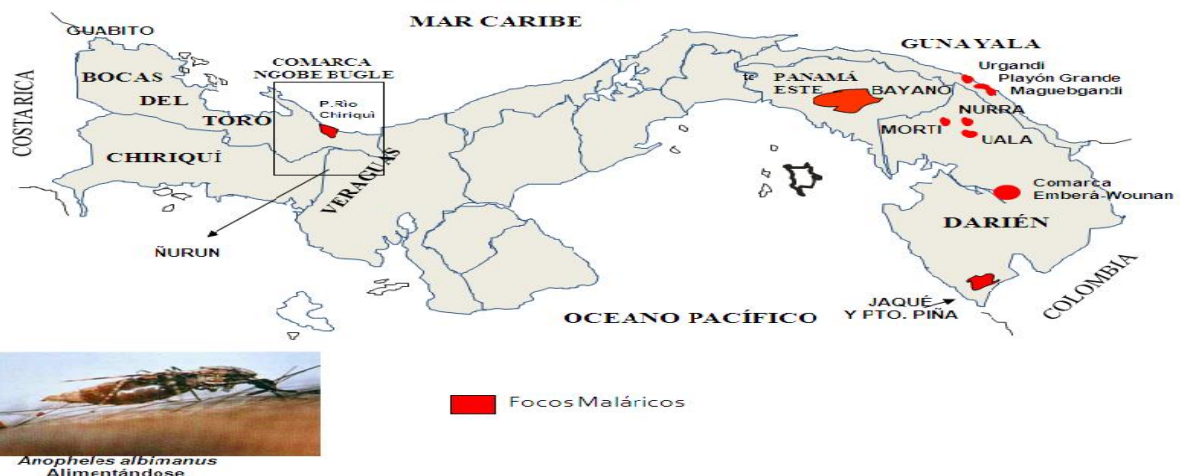 MAR CARIBE
GUABITO
COSTA RICA
BOCAS
DEL
TORO
CHIRIQUÍ
COMARCA
NGOBE BUGLE
P.Rio
Chiriquì
VERAGUAS
ÑURUN
GUNAYALA
Urgandi
Playón Grande
Maguebgandi
PANAMÁ
ESTE
BAYANO
NURRA
MORTI
UALA
Comarca
Emberá-Wounan
DARIÉN
JAQUÉ
Y PTO. PIÑA
COLOMBIA
OCEANO PACÍFICO
Focos Maláricos
Anopheles albimanus
Alimentándose